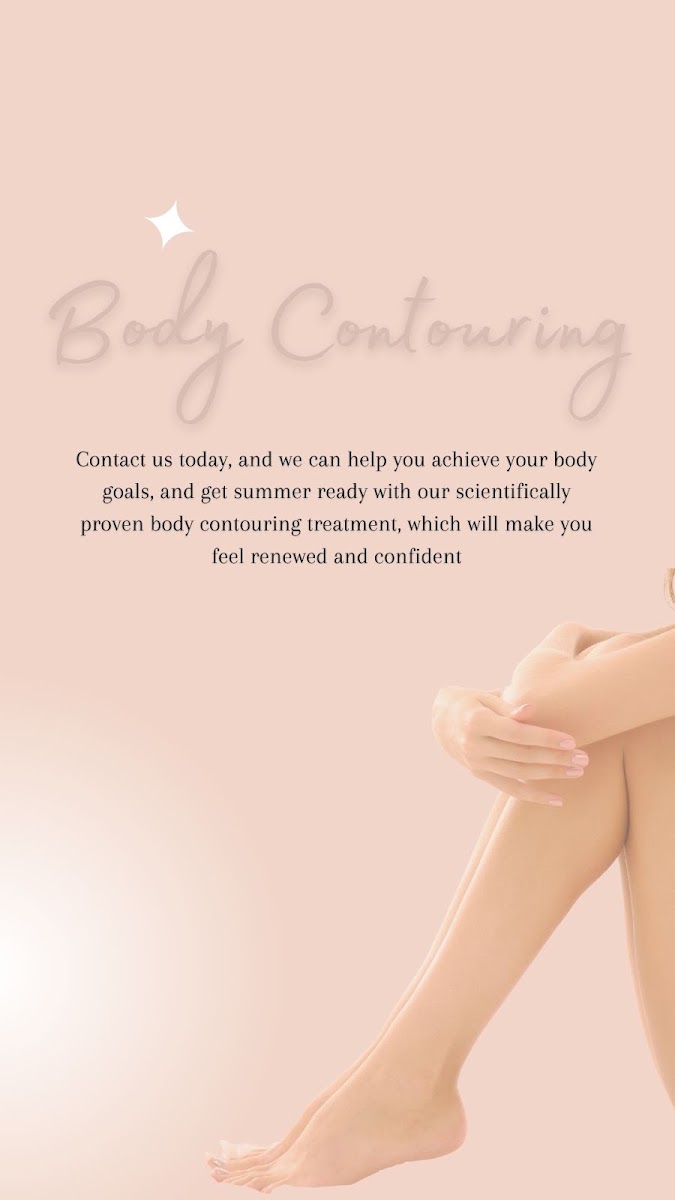 Body Contouring
Contact us today, and we can help you achieve your body
goals, and get summer ready with our scientifically
proven body contouring treatment, which will make you
feel renewed and confident